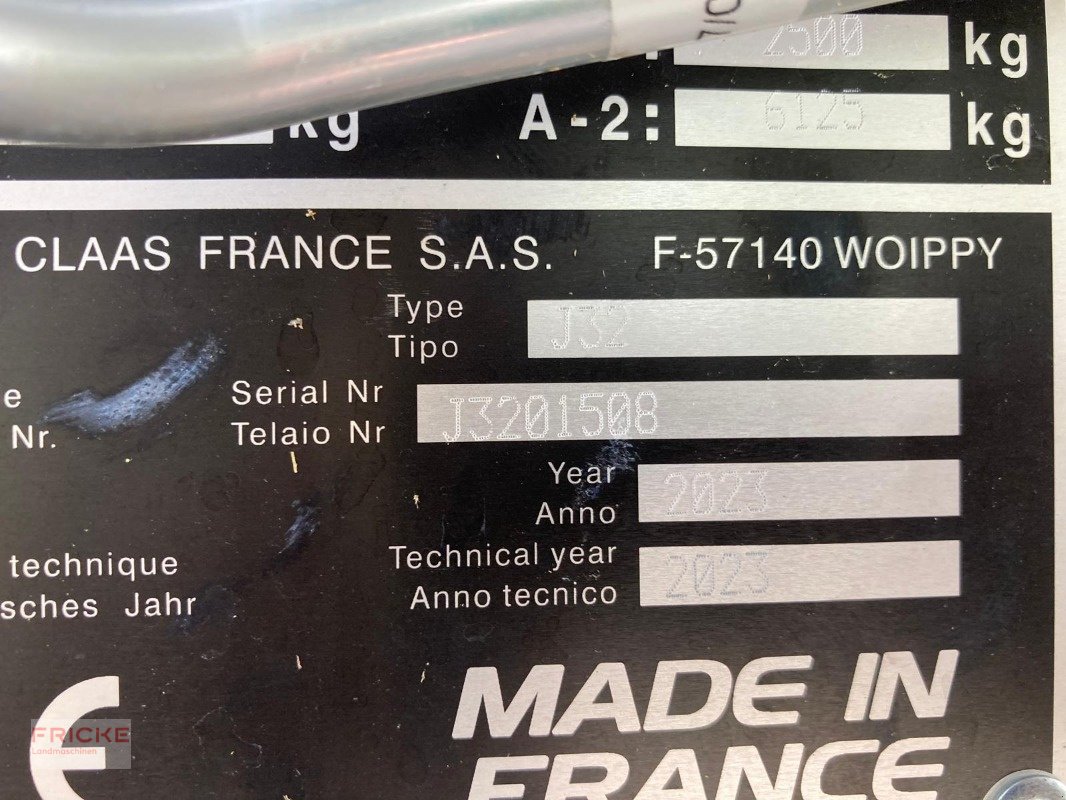 2500 kg
kg A-2: 6125 kg
CLAAS FRANCE S.A.S. F-57140 WOIPPY
Type
Tipo J32
e Serial Nr
Nr. Telaio Nr J3201508
Year
Anno 2023
technique Technical year
sches Jahr Anno tecnico 2023
MADE IN
FRANCE
FRICKE
Landmaschinen